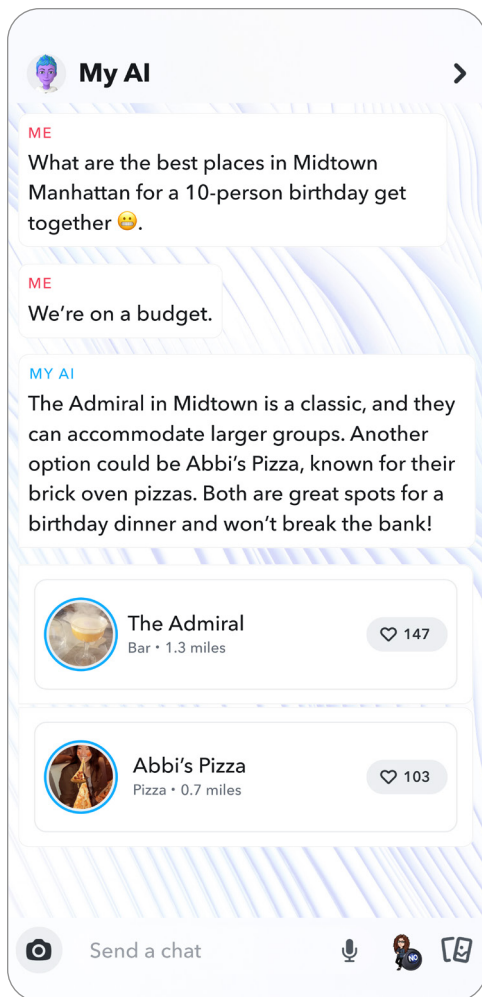 My AI
ME
What are the best places in Midtown
Manhattan for a 10-person birthday get
together 😬.
ME
We’re on a budget.
MY AI
The Admiral in Midtown is a classic, and they
can accommodate larger groups. Another
option could be Abbi’s Pizza, known for their
brick oven pizzas. Both are great spots for a
birthday dinner and won’t break the bank!
The Admiral
Bar • 1.3 miles
147
Abbi’s Pizza
Pizza • 0.7 miles
103
Send a chat
NO